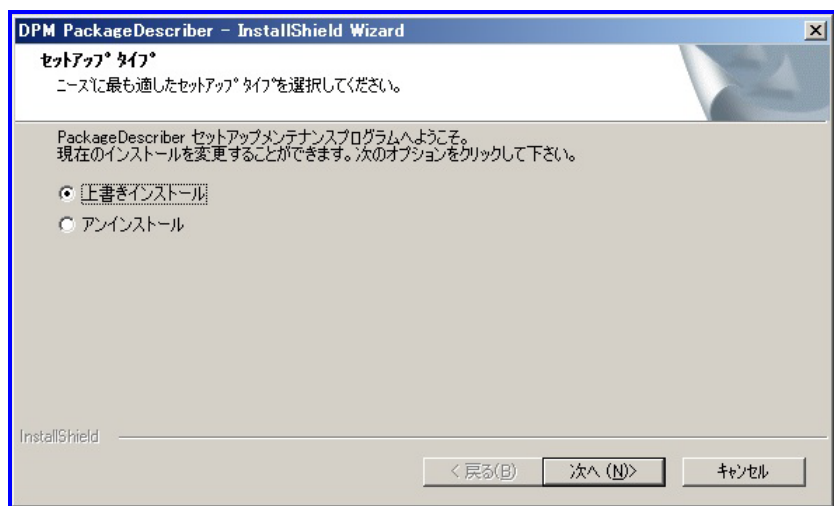 DPM PackageDescriber - InstallShield Wizard
セットアップ タイプ
ニーズに最も適したセットアップ タイプを選択してください。
PackageDescriber セットアップメンテナンスプログラムへようこそ。
現在のインストールを変更することができます。次のオプションをクリックして下さい。
上書きインストール
アンインストール
InstallShield
< 戻る(B)
次へ (N)>
キャンセル